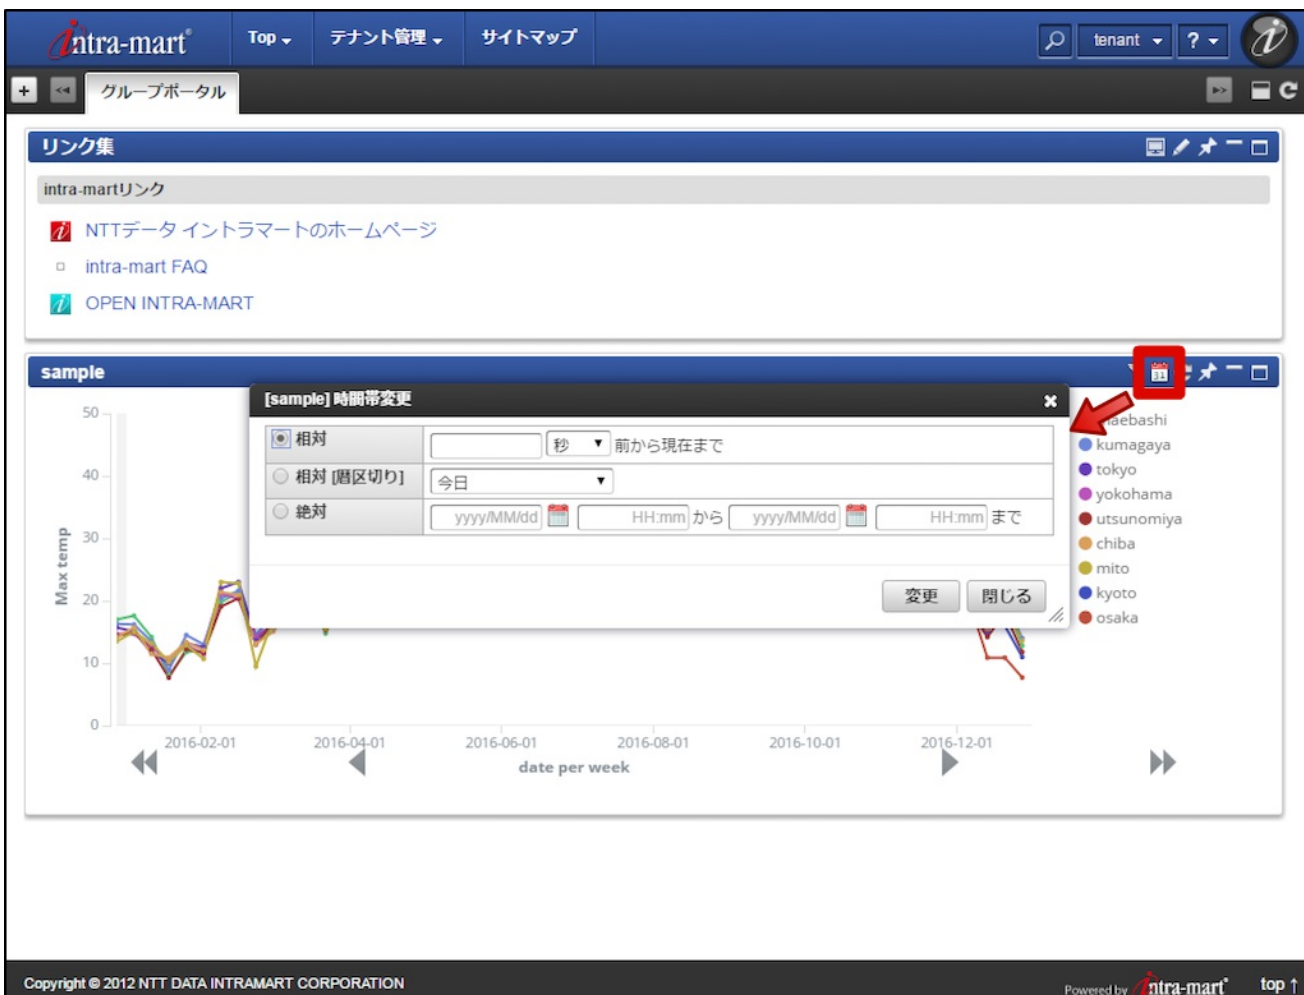 intra-mart® Top テナント管理 サイトマップ tenant ?
グループポータル
リンク集
intra-martリンク
NTTデータ イントラマートのホームページ
intra-mart FAQ
OPEN INTRA-MART
sample 31
[sample] 時間帯変更
相対 秒 前から現在まで
相対 [暦区切り] 今日
絶対 yyyy/MM/dd HH:mm から yyyy/MM/dd HH:mm まで
変更 閉じる
50
40
30
20
10
0
Max temp
2016-02-01 2016-04-01 2016-06-01 2016-08-01 2016-10-01 2016-12-01
date per week
kumagaya
tokyo
yokohama
utsunomiya
chiba
mito
kyoto
osaka
Copyright © 2012 NTT DATA INTRAMART CORPORATION
Powered by intra-mart® top ↑